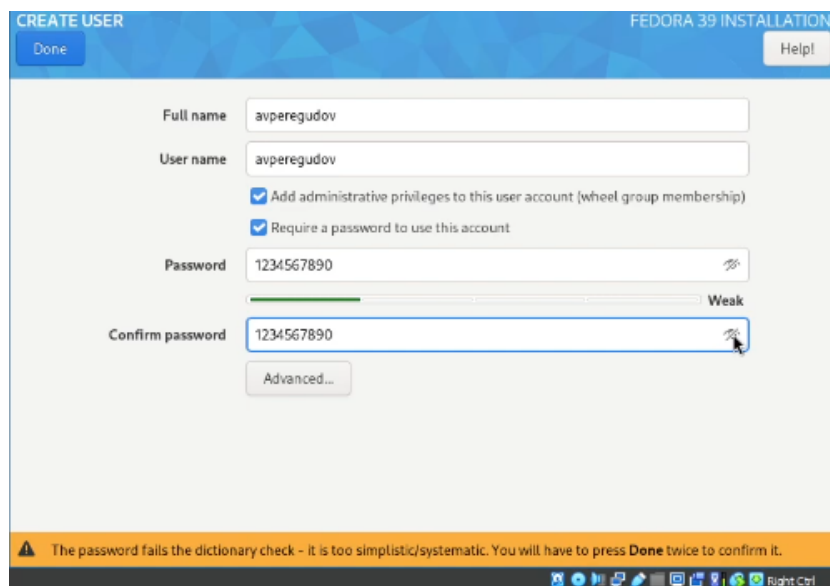 CREATE USER
FEDORA 39 INSTALLATION
Done
Help!
Full name avperegudov
User name avperegudov
Add administrative privileges to this user account (wheel group membership)
Require a password to use this account
Password 1234567890
Weak
Confirm password 1234567890
Advanced...
The password fails the dictionary check - it is too simplistic/systematic. You will have to press Done twice to confirm it.
Right Ctrl